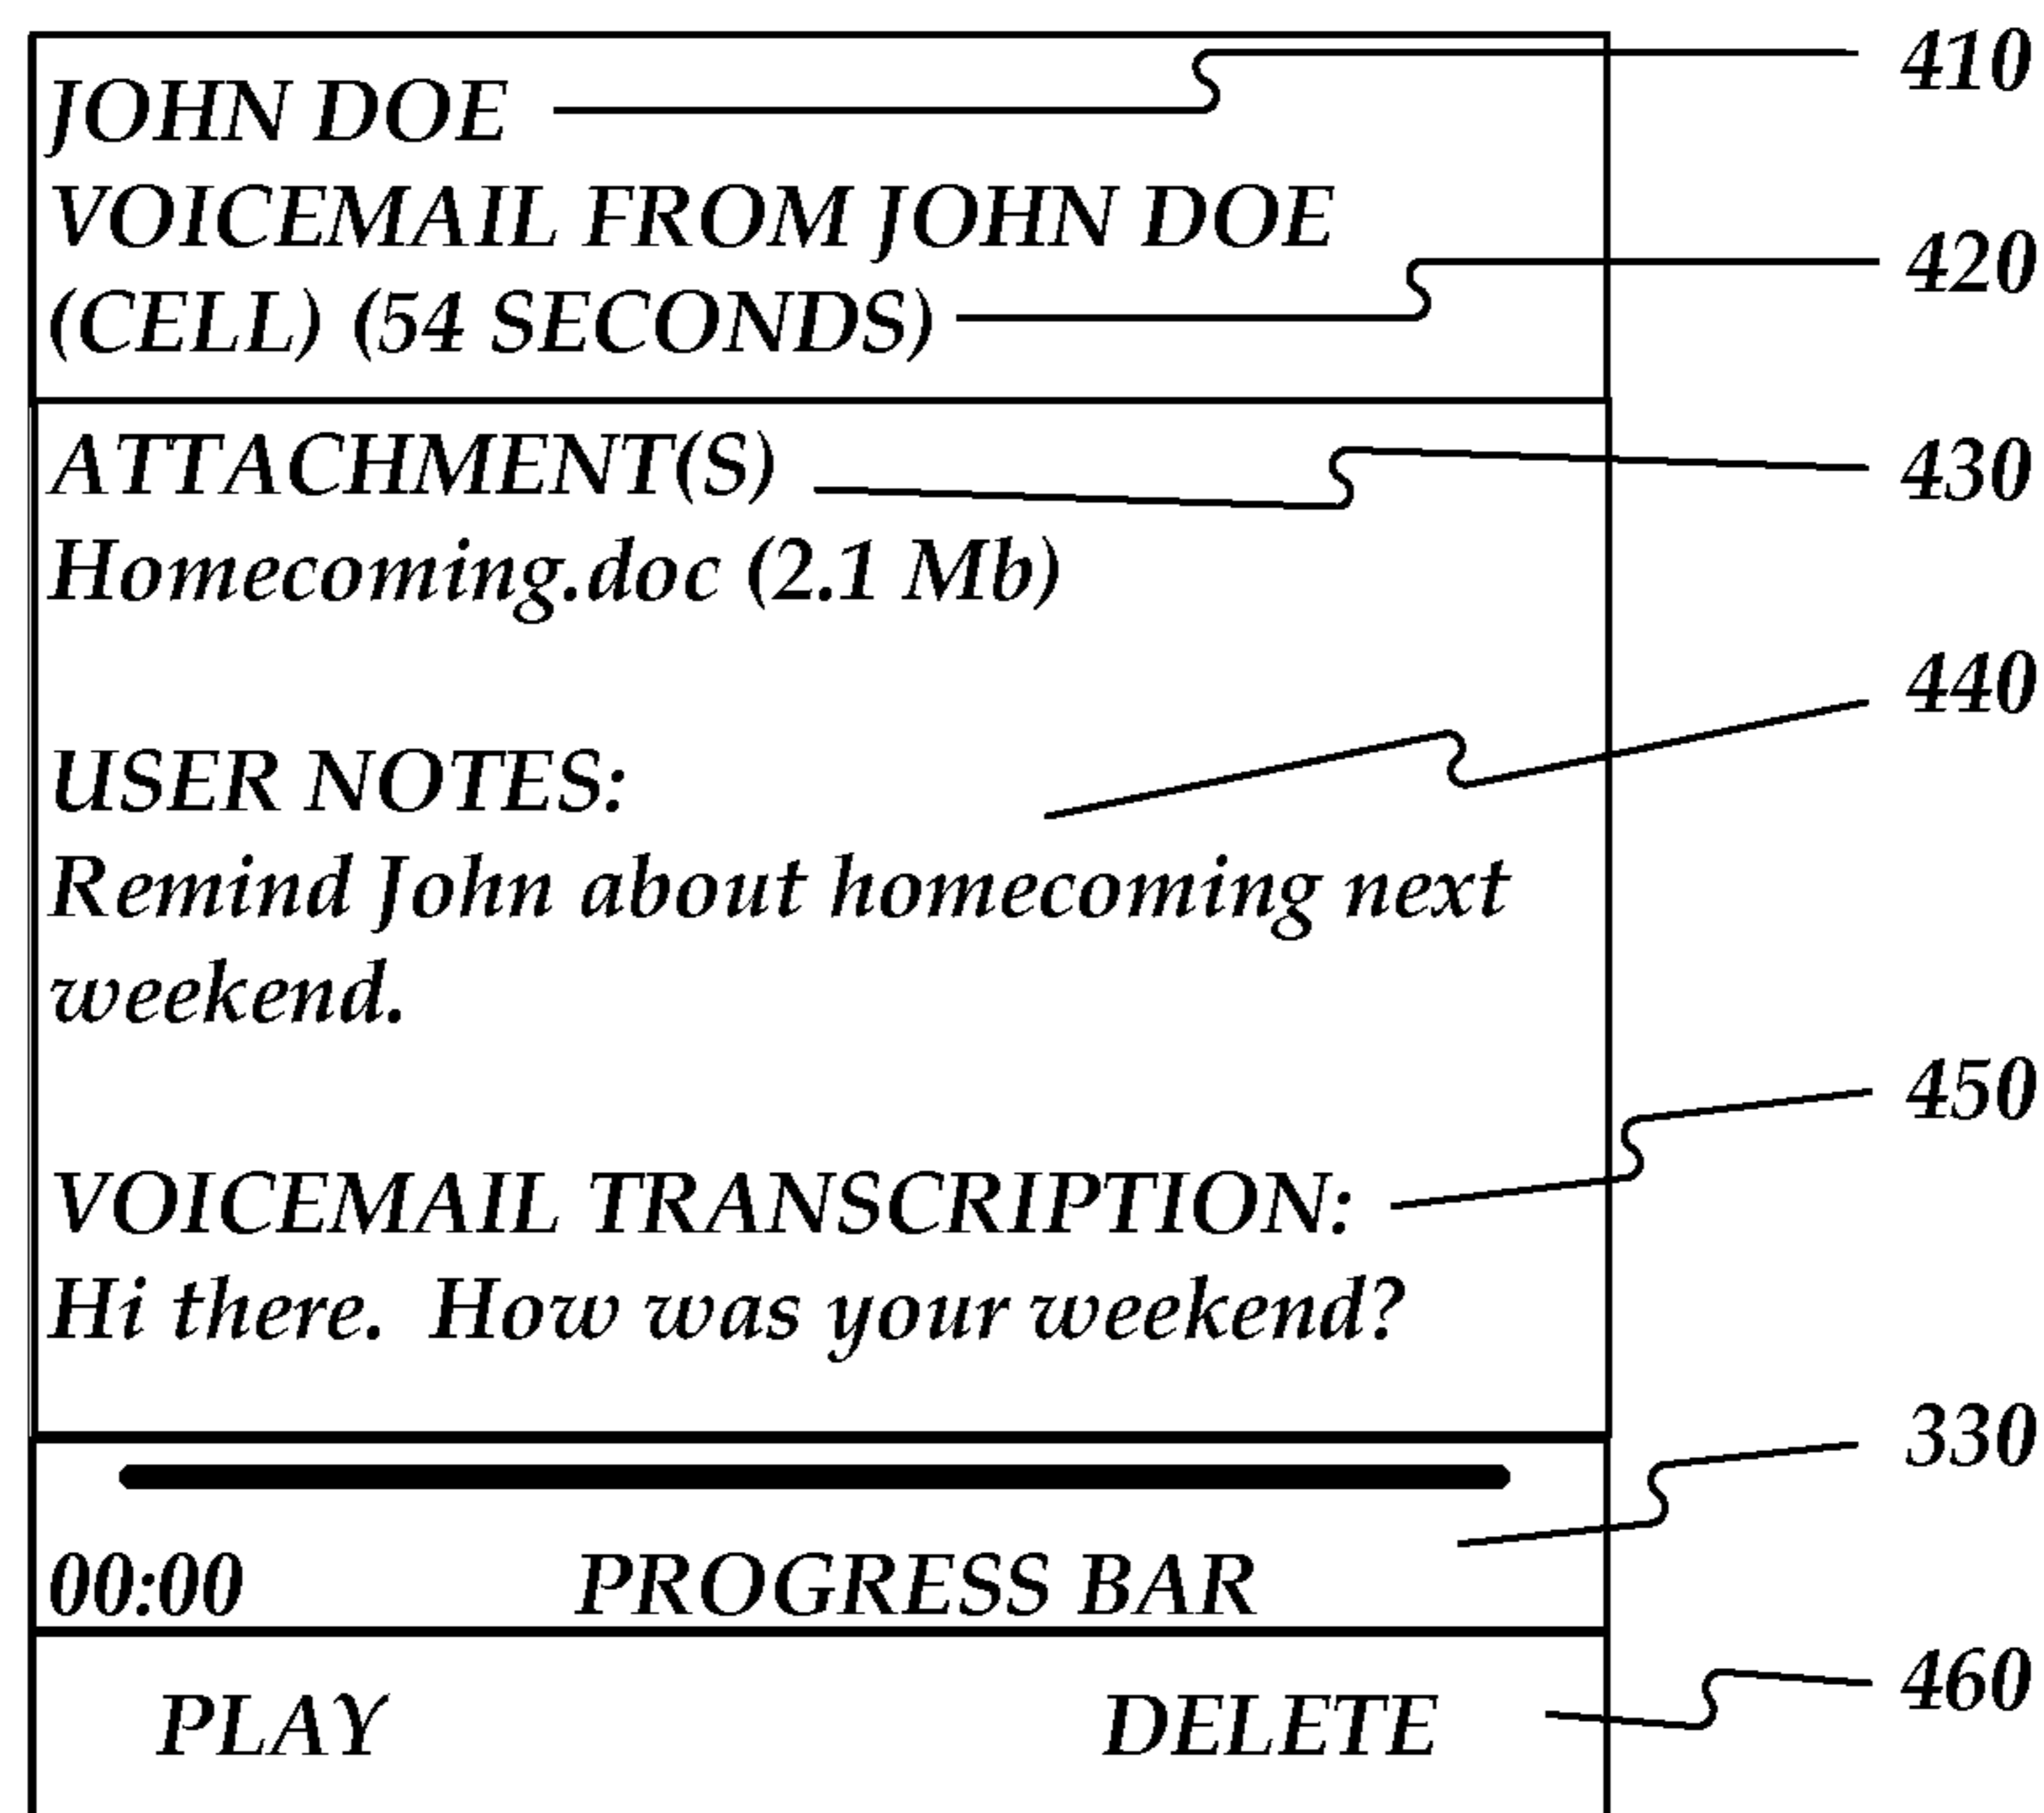 410
JOHN DOE
VOICEMAIL FROM JOHN DOE
420
(CELL) (54 SECONDS)
ATTACHMENT(S)
430
Homecoming.doc (2.1 Mb)
440
USER NOTES:
Remind John about homecoming next
weekend.
450
VOICEMAIL TRANSCRIPTION:
Hi there. How was your weekend?
330
00:00 PROGRESS BAR
460
PLAY DELETE